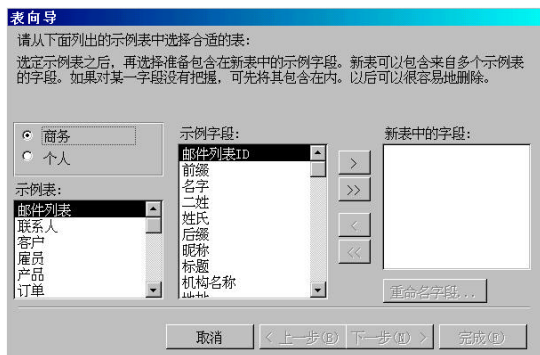 表向导
请从下面列出的示例表中选择合适的表:
选定示例表之后，再选择准备包含在新表中的示例字段。新表可以包含来自多个示例表
的字段。如果对某一字段没有把握，可先将其包含在内。以后可以很容易地删除。
商务
个人
示例表:
邮件列表
联系人
客户
雇员
产品
订单
示例字段:
邮件列表ID
前缀
名字
二姓
姓氏
后缀
昵称
标题
机构名称
地址
>
>>
<
<<
新表中的字段:
重命名字段...
取消
< 上一步(B)
下一步(N) >
完成(F)